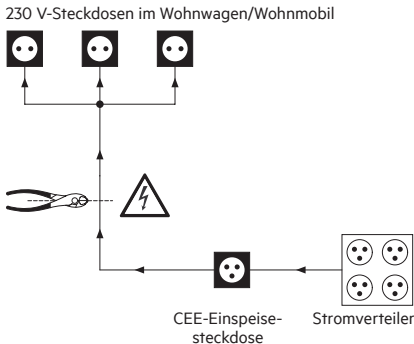 230 V-Steckdosen im Wohnwagen/Wohnmobil
CEE-Einspeise-
steckdose
Stromverteiler